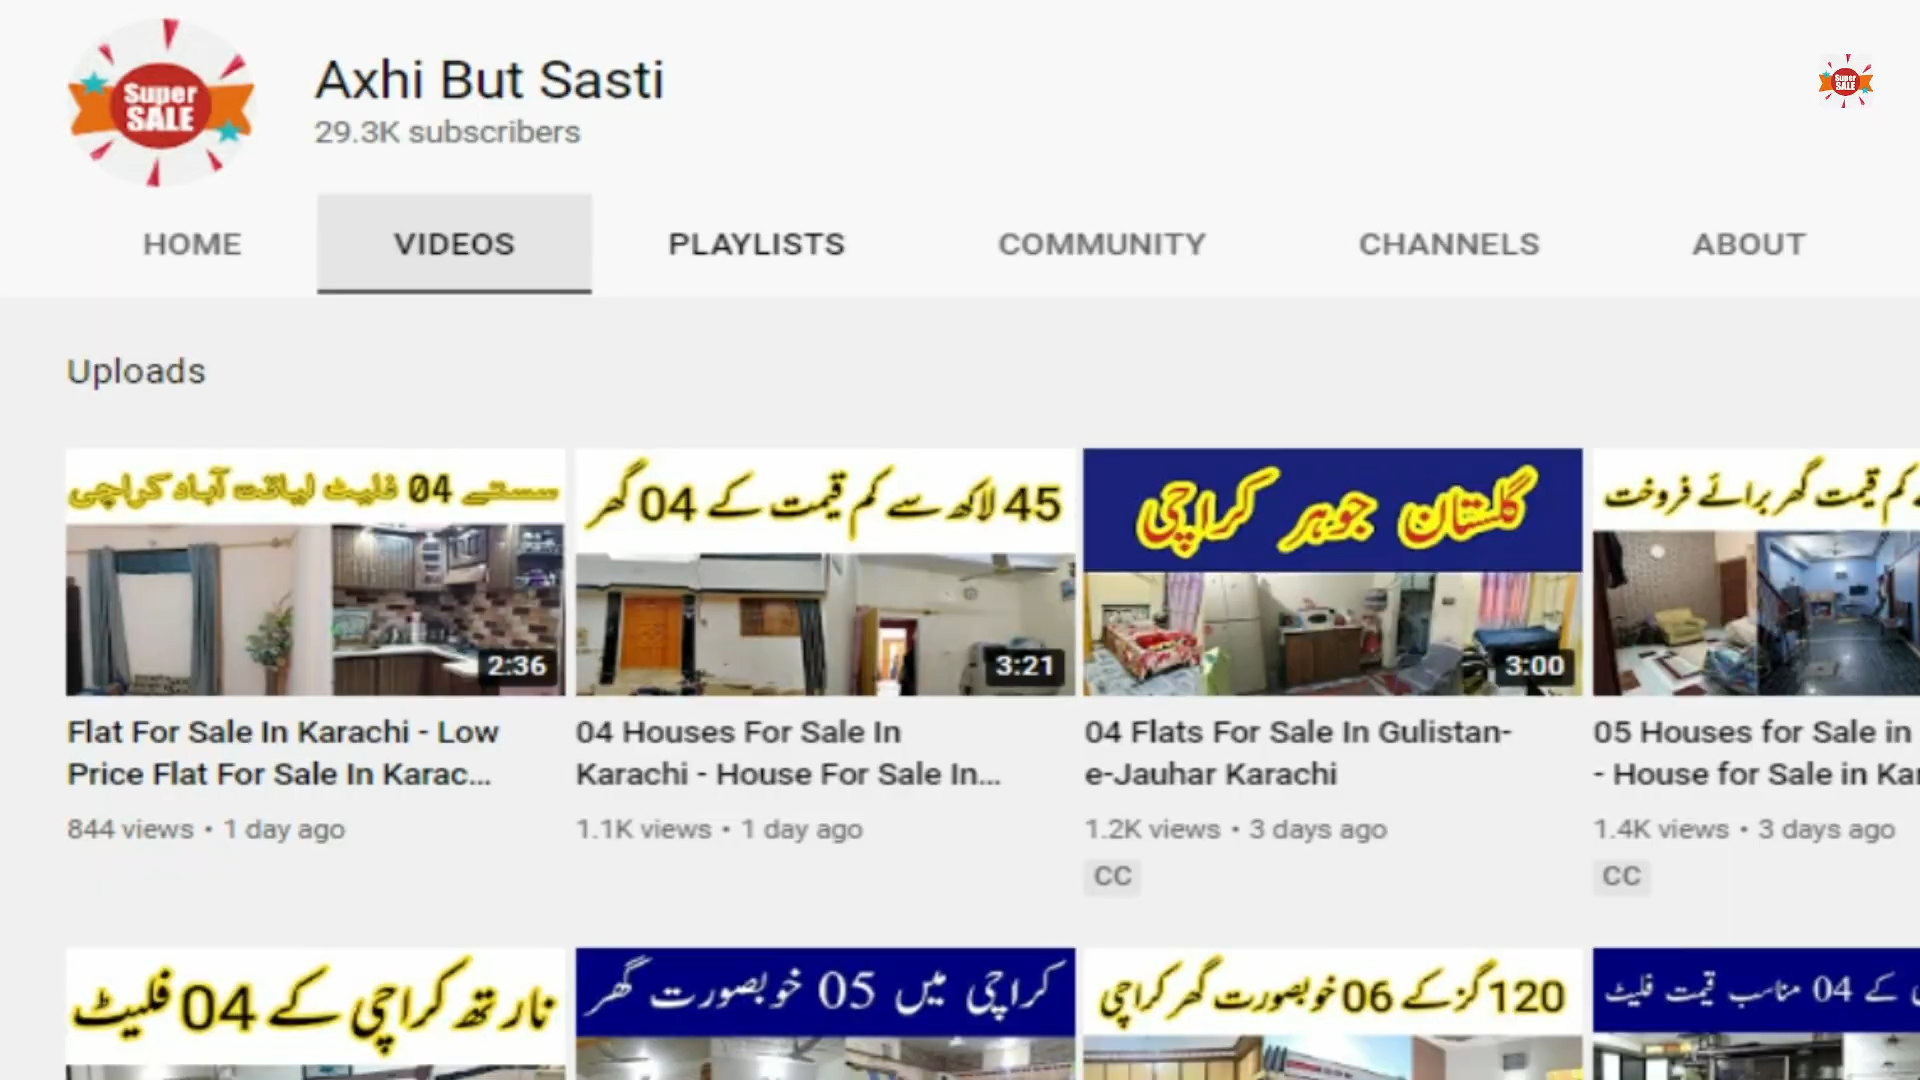 Super
SALE
Axhi But Sasti
29.3K subscribers
Super
SALE
HOME
VIDEOS
PLAYLISTS
COMMUNITY
CHANNELS
ABOUT
Uploads
سستے 04 فلیٹ لیاقت آباد کراچی
2:36
Flat For Sale In Karachi - Low
Price Flat For Sale In Karac...
844 views • 1 day ago
45 لاکھ سے کم قیمت کے 04 گھر
3:21
04 Houses For Sale In
Karachi - House For Sale In...
1.1K views • 1 day ago
گلستان جوہر کراچی
3:00
04 Flats For Sale In Gulistan-
e-Jauhar Karachi
1.2K views • 3 days ago
CC
کم قیمت گھر برائے فروخت
05 Houses for Sale in
- House for Sale in Kar
1.4K views • 3 days ago
CC
نارتھ کراچی کے 04 فلیٹ
کراچی میں 05 خوبصورت گھر
120 گز کے 06 خوبصورت گھر کراچی
کے 04 مناسب قیمت فلیٹ